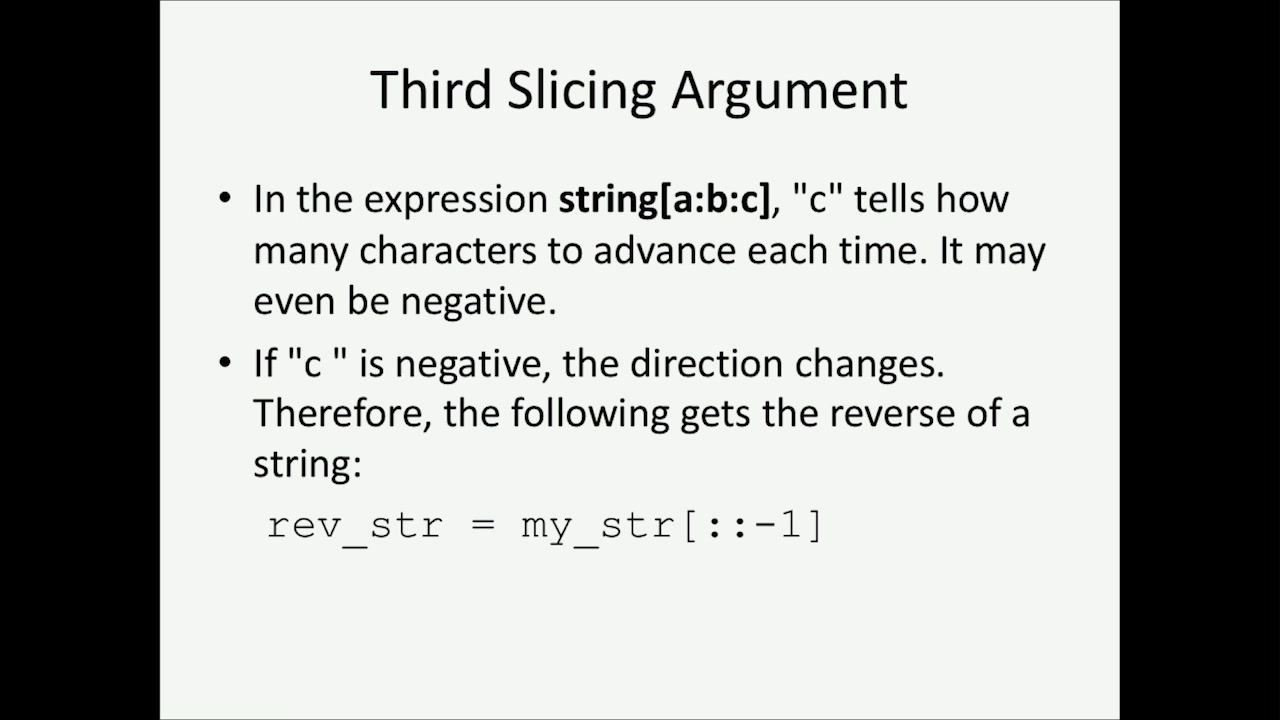 Third Slicing Argument
• In the expression string[a:b:c], "c" tells how
many characters to advance each time. It may
even be negative.
• If "c " is negative, the direction changes.
Therefore, the following gets the reverse of a
string:
rev_str = my_str[::-1]